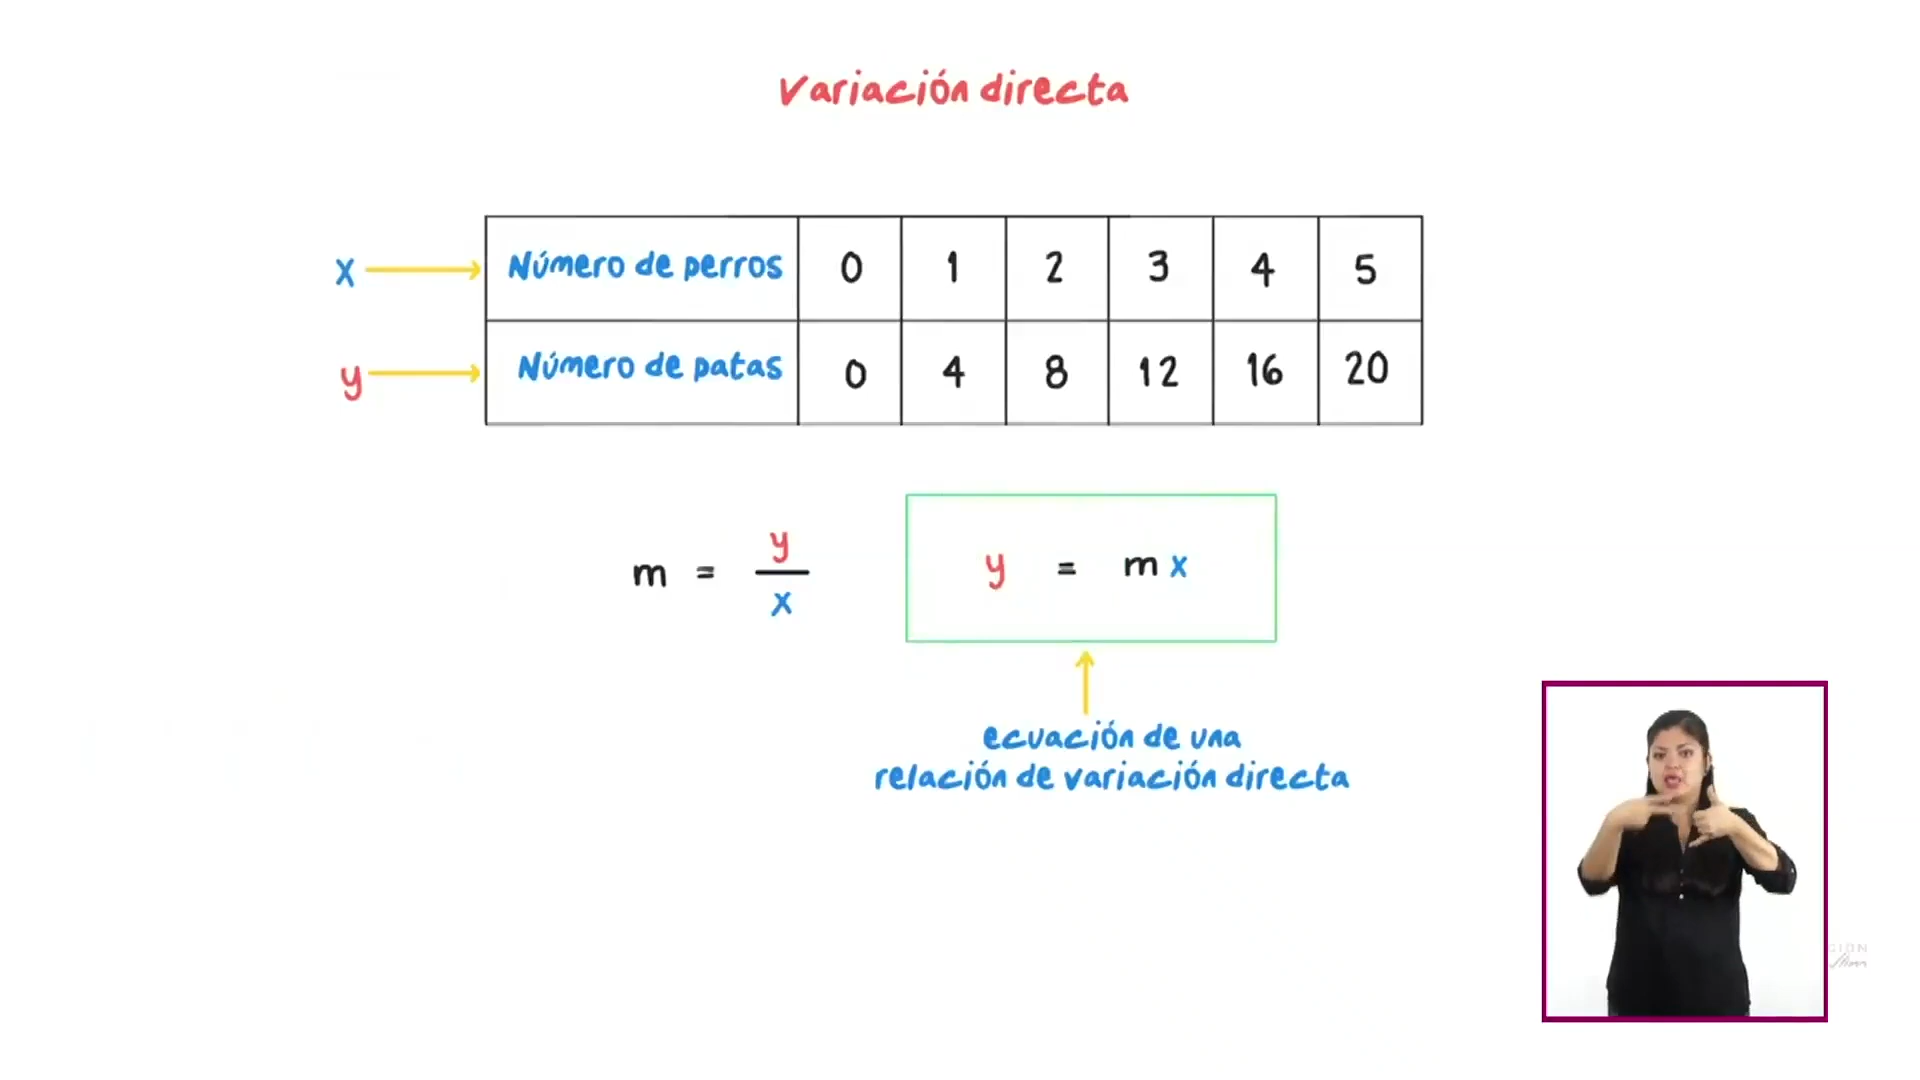 Variación directa
x Número de perros 0 1 2 3 4 5
y Número de patas 0 4 8 12 16 20
m = y/x
y = mx
ecuación de una
relación de variación directa